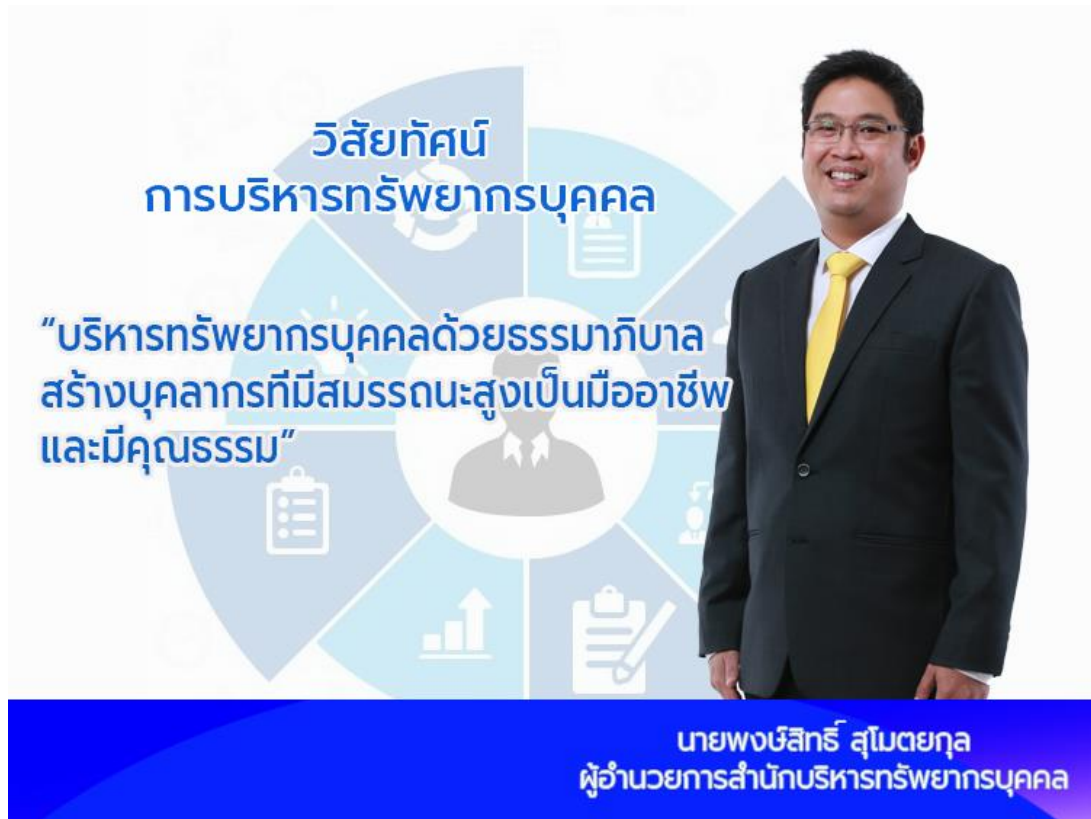 วิสัยทัศน์
การบริหารทรัพยากรบุคคล
“บริหารทรัพยากรบุคคลด้วยธรรมาภิบาล
สร้างบุคลากรที่มีสมรรถนะสูงเป็นมืออาชีพ
และมีคุณธรรม”
นายพงษ์สิทธิ์ สุโมตยกุล
ผู้อำนวยการสำนักบริหารทรัพยากรบุคคล